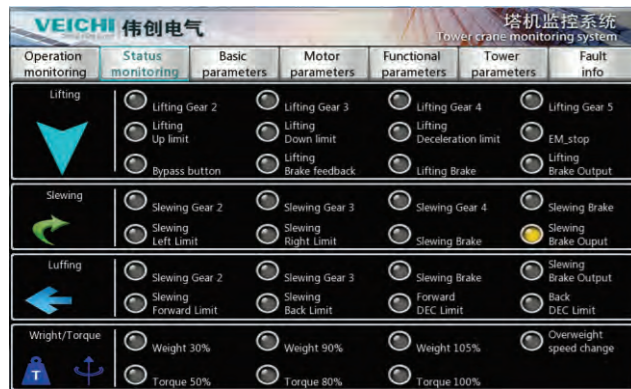 VEICHI 伟创电气
塔机监控系统
Tower crane monitoring system
Operation monitoring
Status monitoring
Basic parameters
Motor parameters
Functional parameters
Tower parameters
Fault info
Lifting
Lifting Gear 2
Lifting Gear 3
Lifting Gear 4
Lifting Gear 5
Lifting
Up limit
Lifting
Down limit
Lifting
Deceleration limit
EM_stop
Bypass button
Lifting
Brake feedback
Lifting Brake
Lifting
Brake Output
Slewing
Slewing Gear 2
Slewing Gear 3
Slewing Gear 4
Slewing Brake
Slewing
Left Limit
Slewing
Right Limit
Slewing Brake
Slewing
Brake Ouput
Luffing
Slewing Gear 2
Slewing Gear 3
Slewing Brake
Slewing
Brake Output
Slewing
Forward Limit
Slewing
Back Limit
Forward
DEC Limit
Back
DEC Limit
Wright/Torque
T
Weight 30%
Weight 90%
Weight 105%
Overweight
speed change
Torque 50%
Torque 80%
Torque 100%